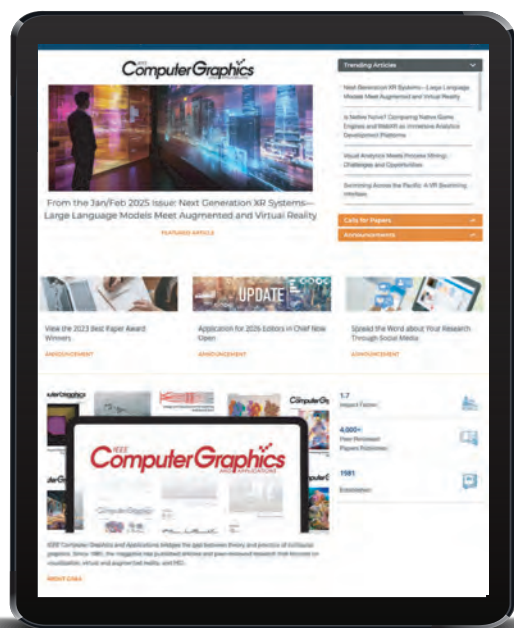 IEEE
ComputerGraphics
AND APPLICATIONS
From the Jan/Feb 2025 Issue: Next Generation XR Systems—
Large Language Models Meet Augmented and Virtual Reality
FEATURED ARTICLE
Trending Articles
Next Generation XR Systems—Large Language
Models Meet Augmented and Virtual Reality
Is Native Naïve? Comparing Native Game
Engines and WebXR as Immersive Analytics
Development Platforms
Visual Analytics Meets Process Mining:
Challenges and Opportunities
Swimming Across the Pacific: A VR Swimming
Interface
Calls for Papers
Announcements
UPDATE
View the 2023 Best Paper Award
Winners
ANNOUNCEMENT
Application for 2026 Editors in Chief Now
Open
ANNOUNCEMENT
Spread the Word about Your Research
Through Social Media
ANNOUNCEMENT
IEEE
ComputerGraphics
AND APPLICATIONS
IEEE Computer Graphics and Applications bridges the gap between theory and practice of computer
graphics. Since 1981, the magazine has published articles and peer-reviewed research that focuses on
visualization, virtual and augmented reality, and HCI.
ABOUT CG&A
1.7
Impact Factor
4,000+
Peer Reviewed
Papers Published
1981
Established